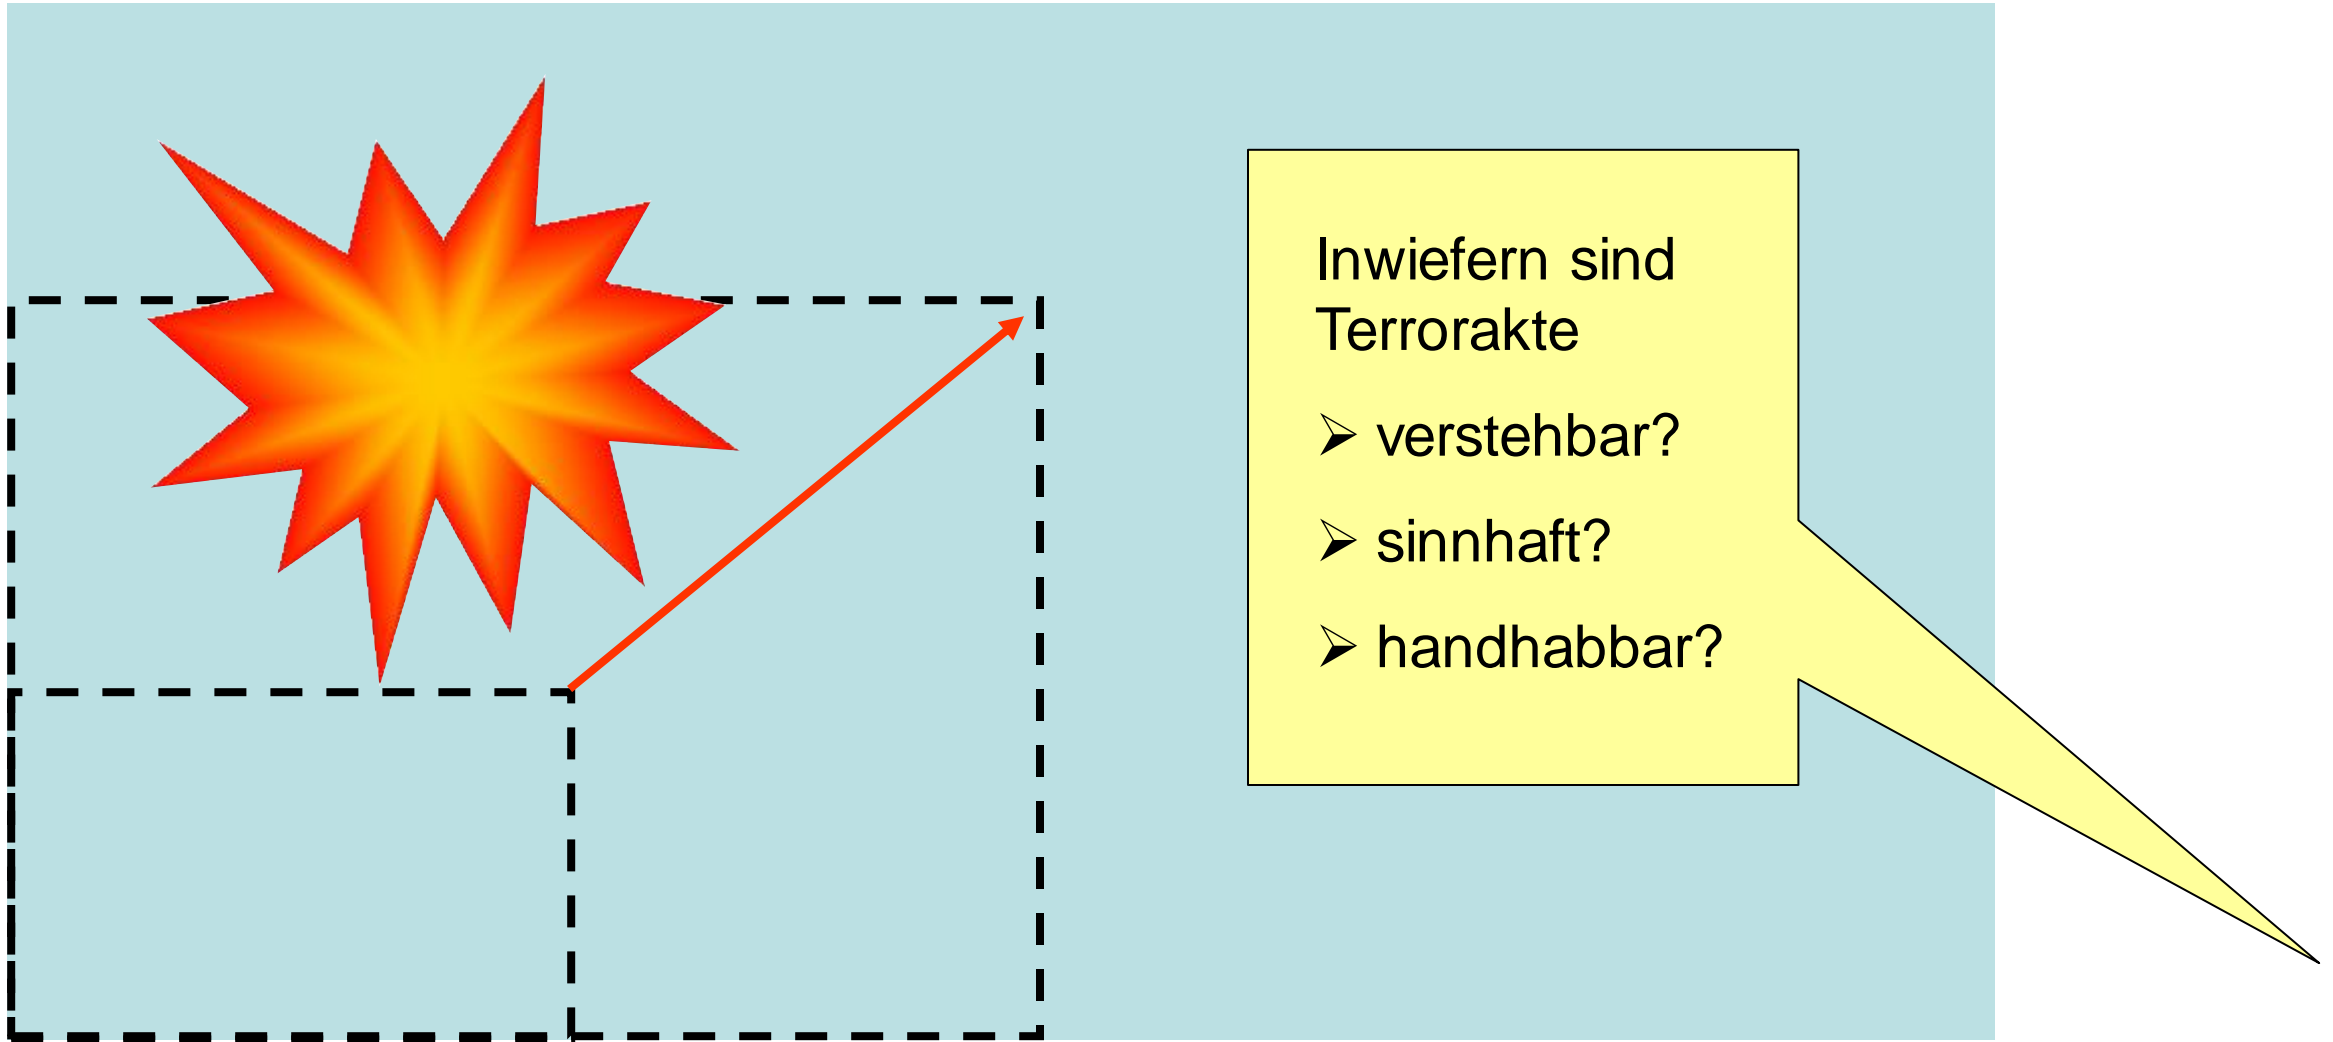 Inwiefern sind
Terrorakte
➢ verstehbar?
➢ sinnhaft?
➢ handhabbar?